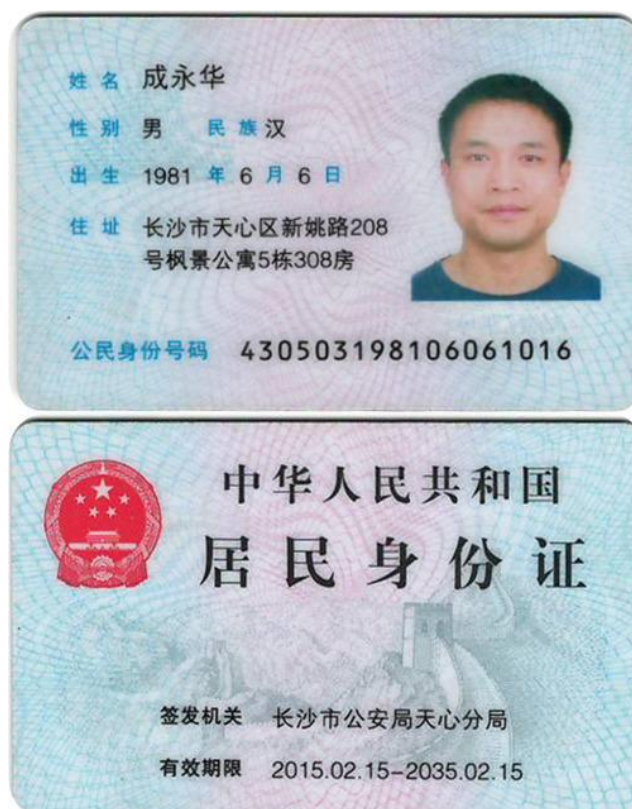 姓名 成永华
性别 男 民族 汉
出生 1981 年 6 月 6 日
住址 长沙市天心区新姚路208
号枫景公寓5栋308房
公民身份号码 430503198106061016
中华人民共和国
居民身份证
签发机关 长沙市公安局天心分局
有效期限 2015.02.15-2035.02.15